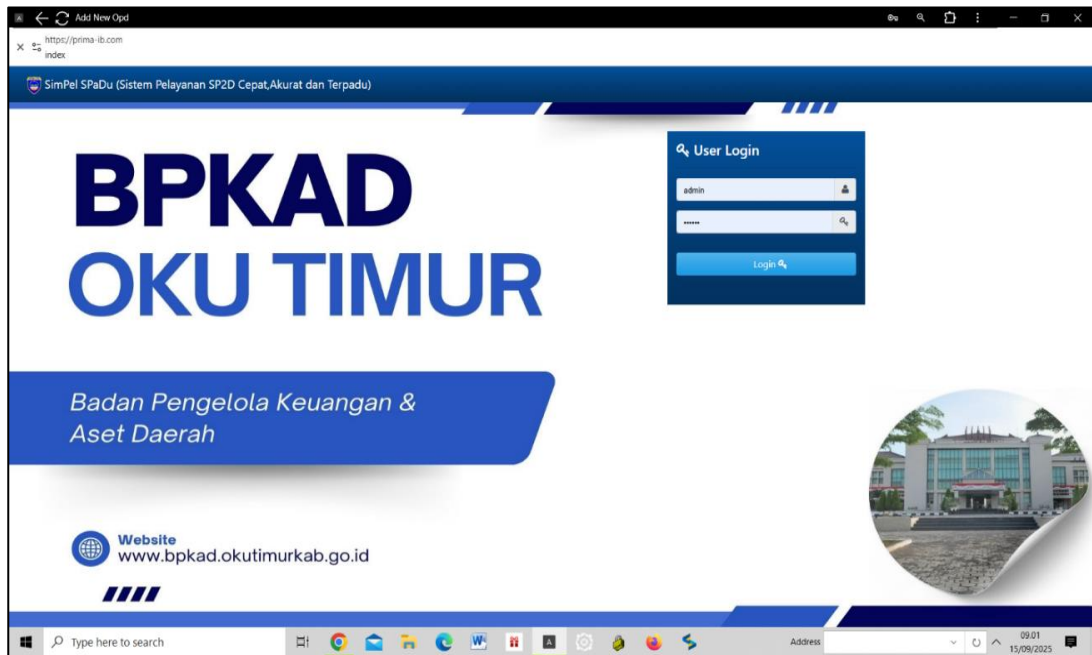 Add New Opd
https://prima-ib.com
index
SimPel SPaDu (Sistem Pelayanan SP2D Cepat,Akurat dan Terpadu)
BPKAD
OKU TIMUR
User Login
admin
Login
Badan Pengelola Keuangan &
Aset Daerah
Website
www.bpkad.okutimurkab.go.id
Type here to search
Address
09.01
15/09/2025